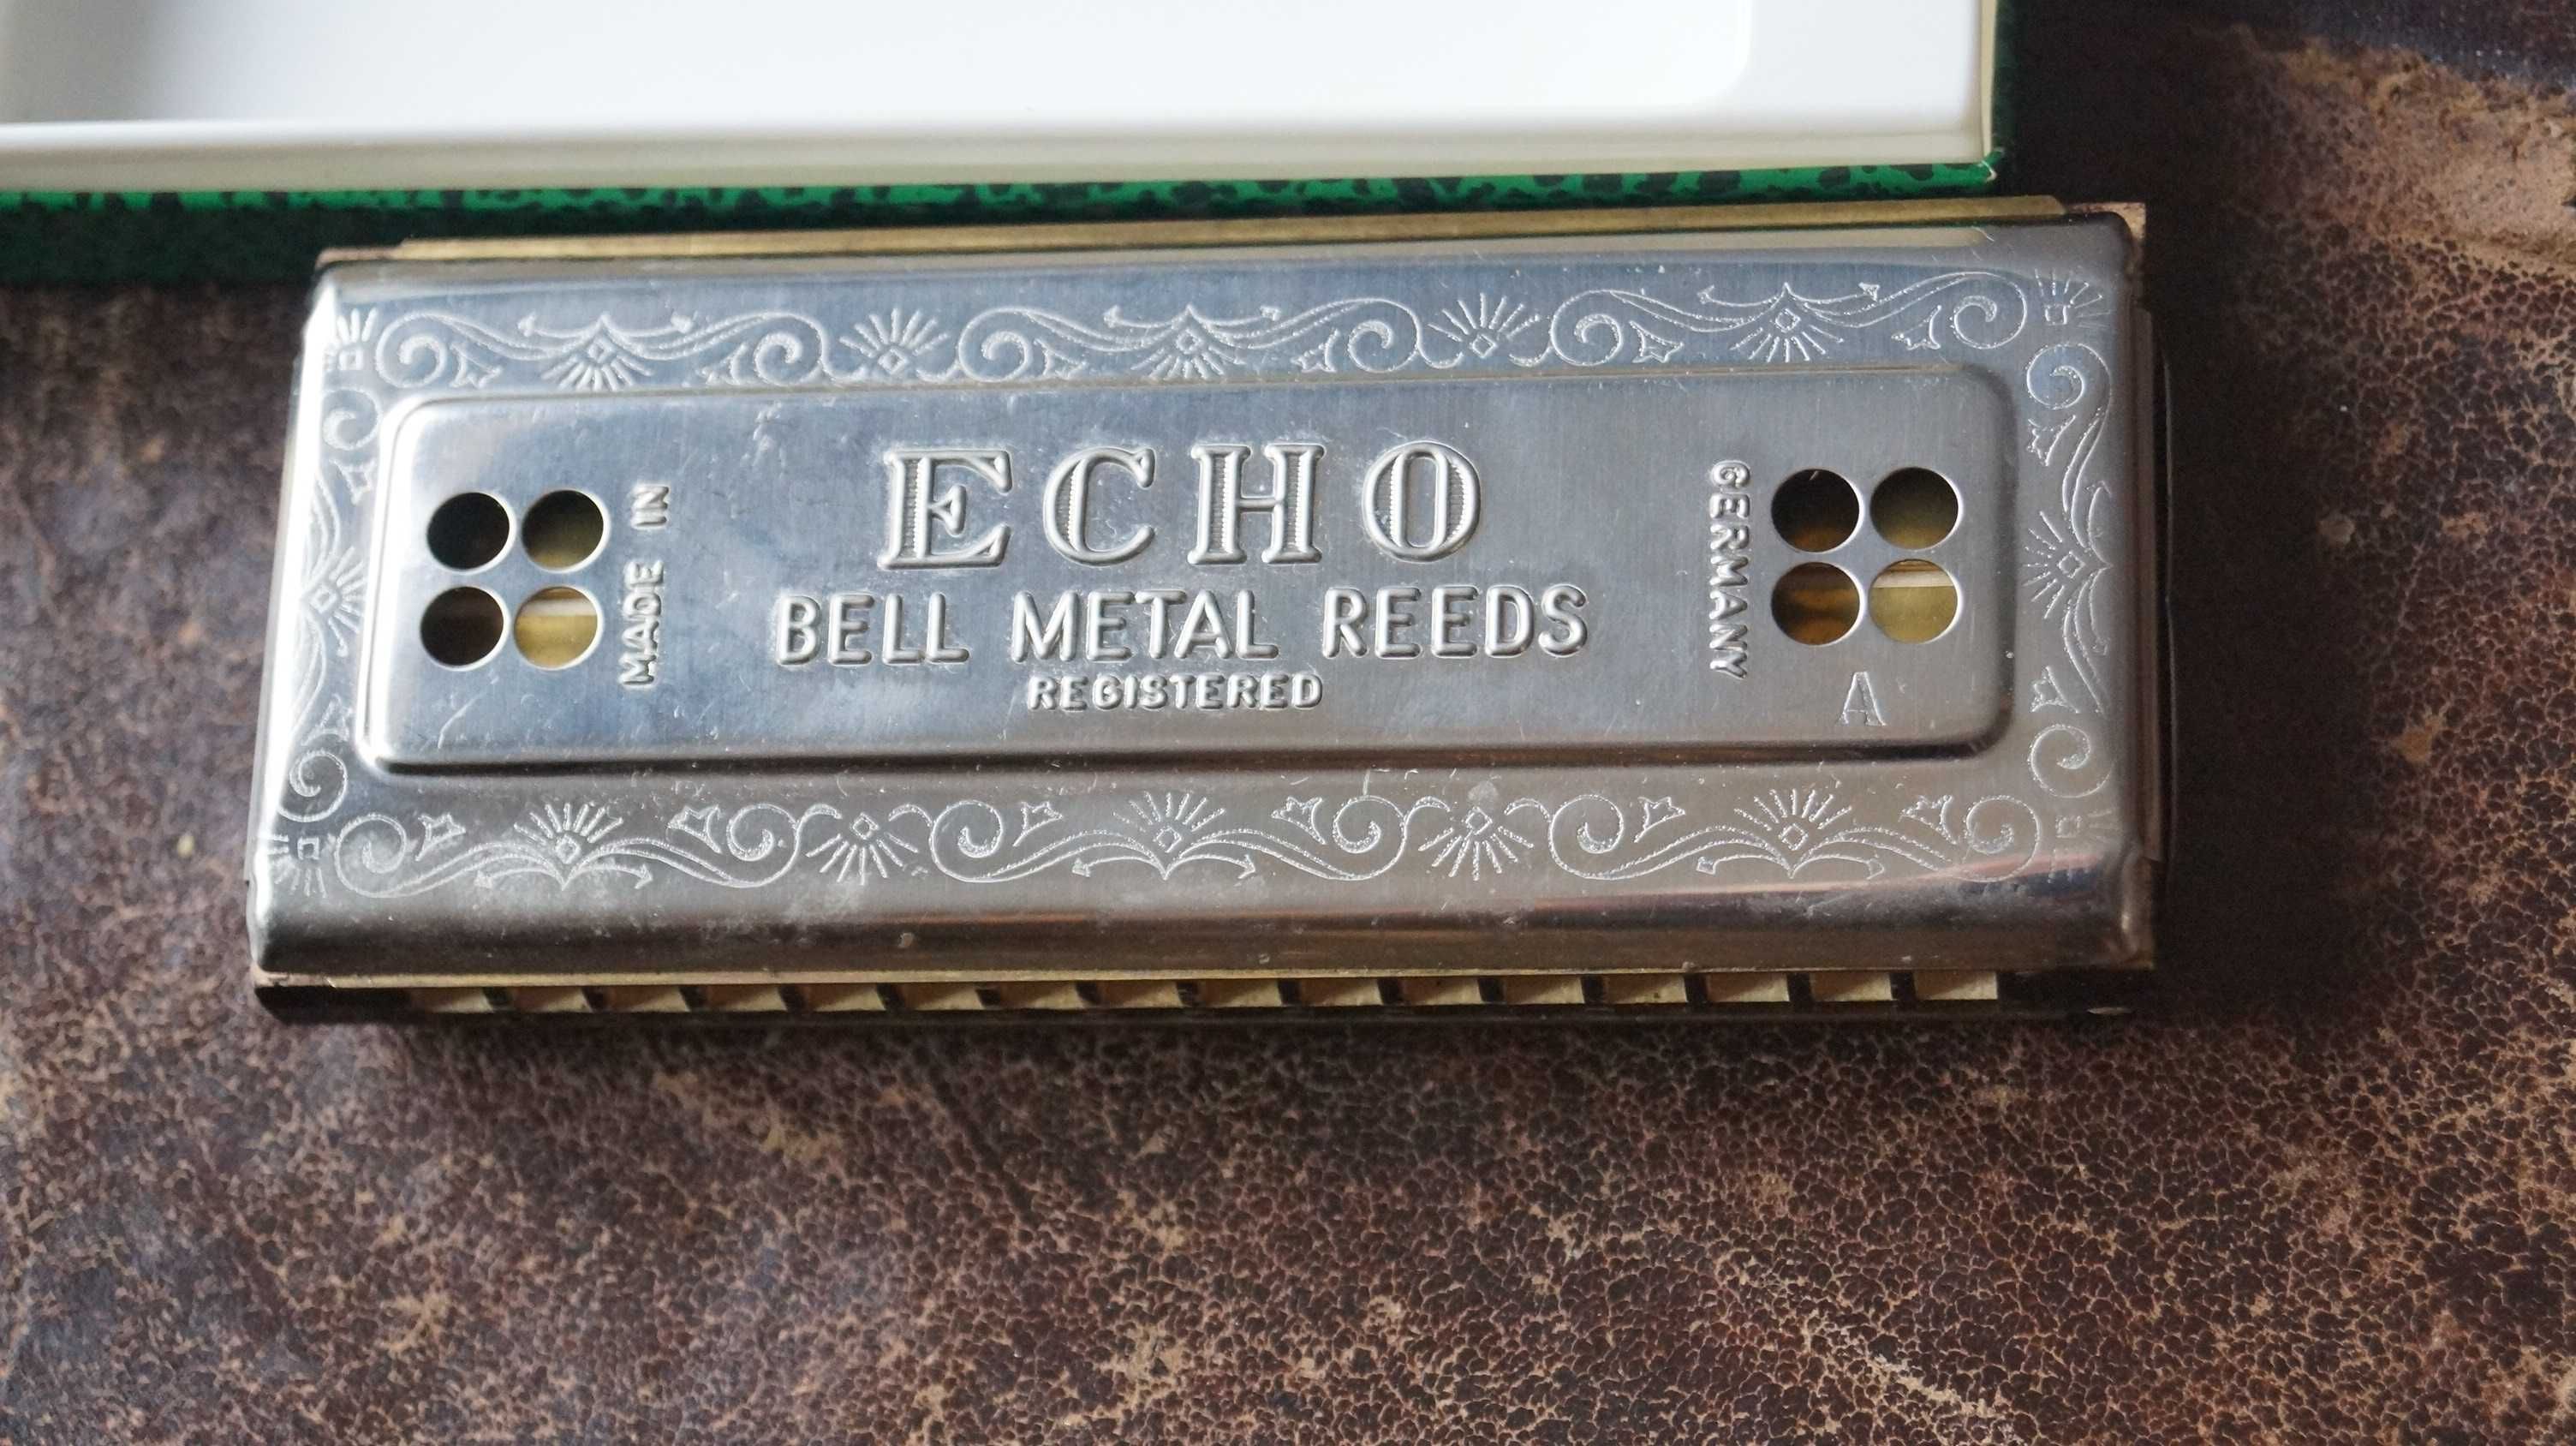 MADE IN
ECHO
BELL METAL REEDS
REGISTERED
GERMANY
A